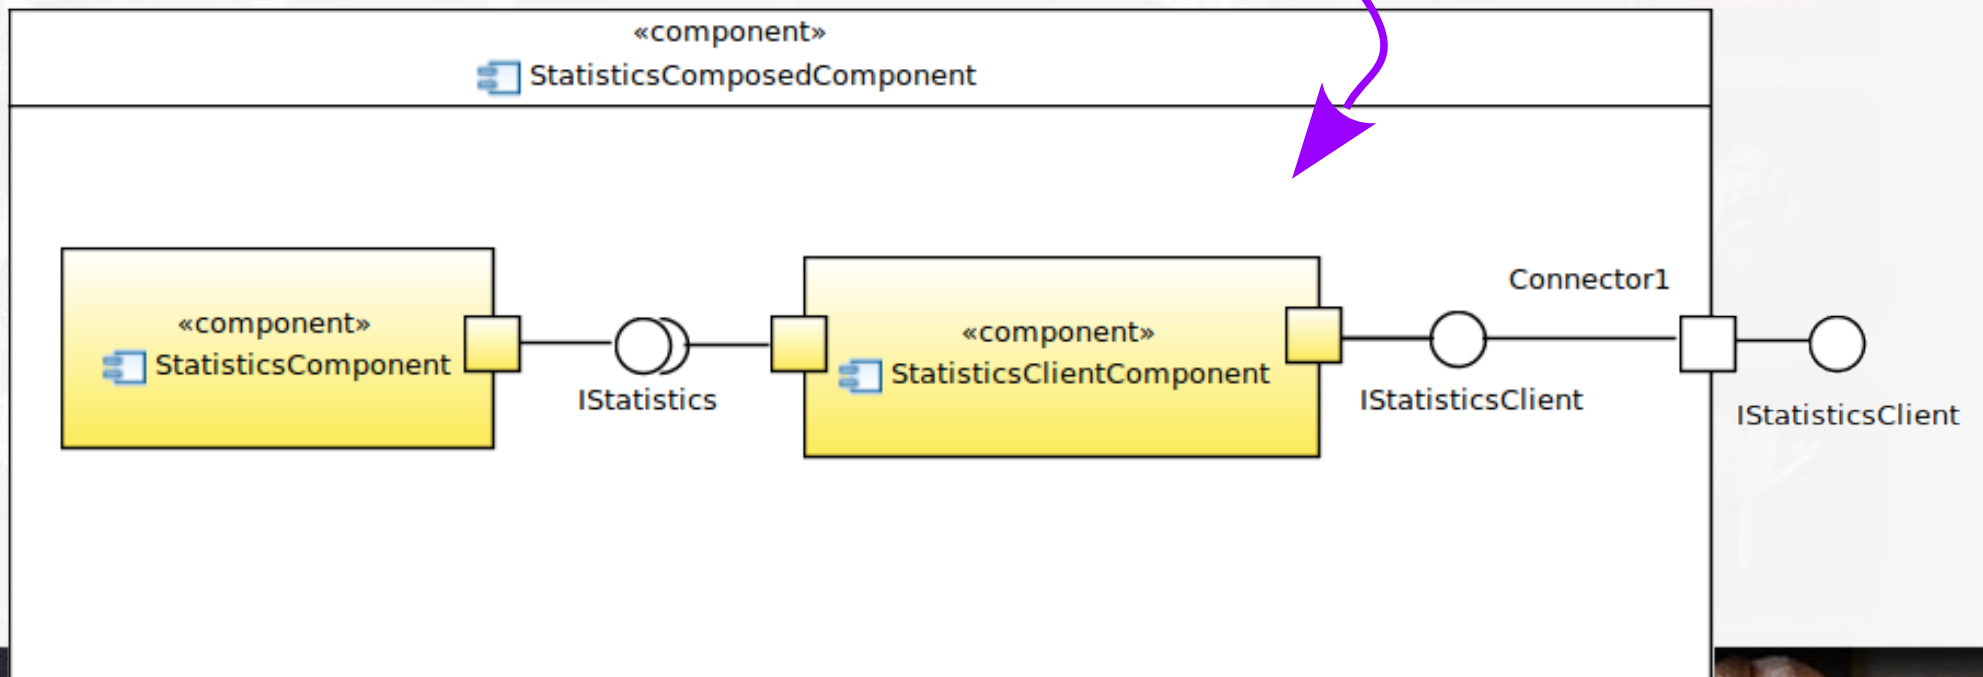 «component»
StatisticsComposedComponent
«component»
StatisticsComponent
IStatistics
«component»
StatisticsClientComponent
IStatisticsClient
Connector1
IStatisticsClient